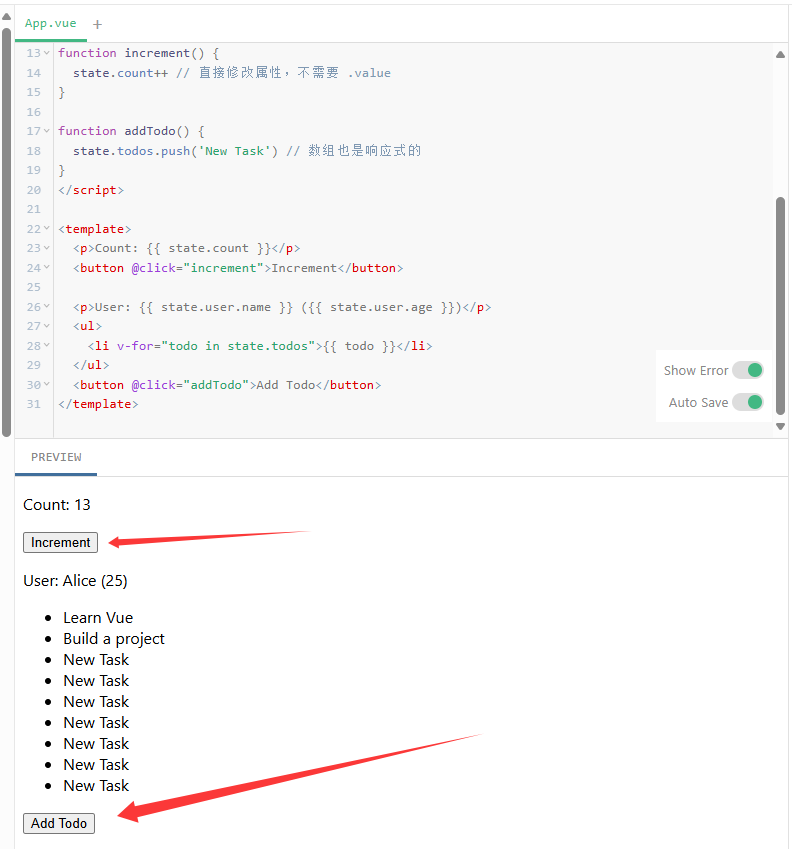 App.vue +
13 function increment() {
14 state.count++ // 直接修改属性，不需要 .value
15 }
16
17 function addTodo() {
18 state.todos.push('New Task') // 数组也是响应式的
19 }
20 </script>
21
22 <template>
23 <p>Count: {{ state.count }}</p>
24 <button @click="increment">Increment</button>
25
26 <p>User: {{ state.user.name }} ({{ state.user.age }})</p>
27 <ul>
28 <li v-for="todo in state.todos">{{ todo }}</li>
29 </ul>
30 <button @click="addTodo">Add Todo</button>
31 </template>
Show Error
Auto Save
PREVIEW
Count: 13
Increment
User: Alice (25)
• Learn Vue
• Build a project
• New Task
• New Task
• New Task
• New Task
• New Task
• New Task
• New Task
Add Todo